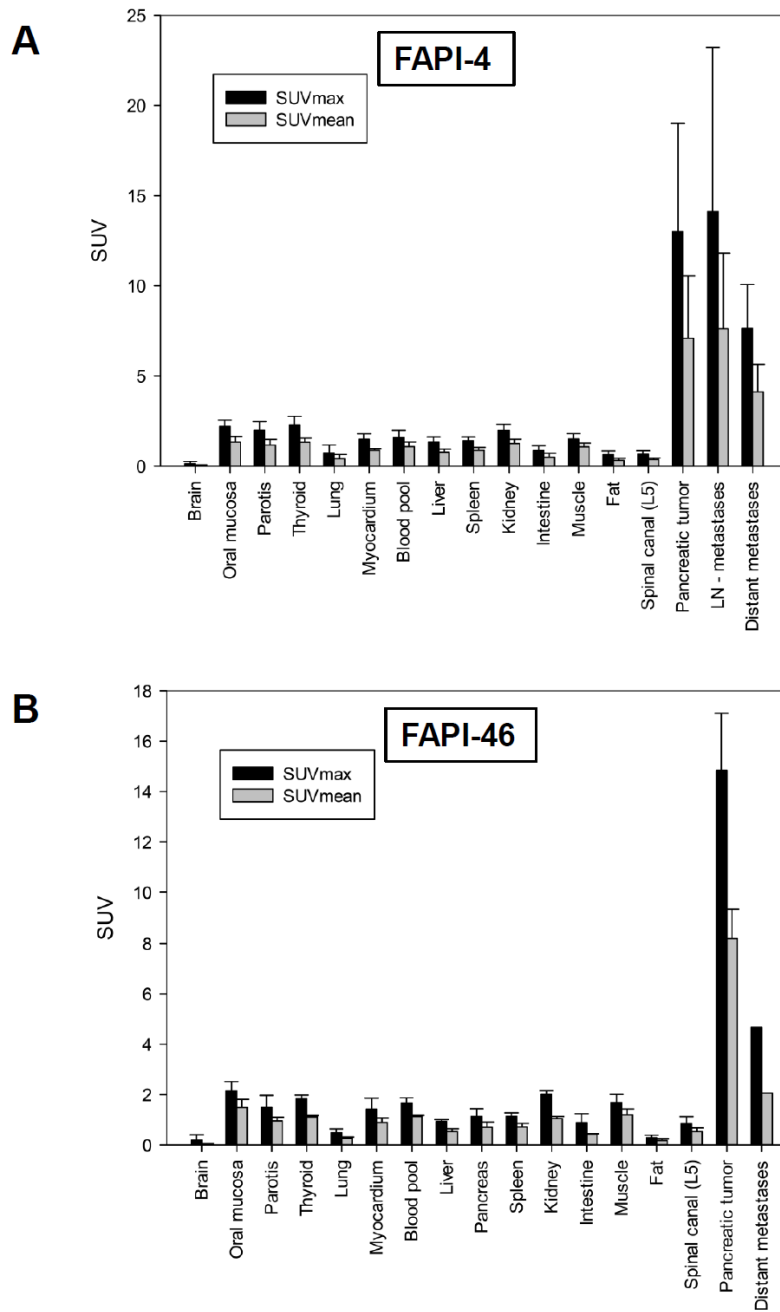 A
FAPI-4
SUVmax
SUVmean
SUV
25
20
15
10
5
0
Brain
Oral mucosa
Parotis
Thyroid
Lung
Myocardium
Blood pool
Liver
Spleen
Kidney
Intestine
Muscle
Fat
Spinal canal (L5)
Pancreatic tumor
LN - metastases
Distant metastases
B
FAPI-46
SUVmax
SUVmean
SUV
18
16
14
12
10
8
6
4
2
0
Brain
Oral mucosa
Parotis
Thyroid
Lung
Myocardium
Blood pool
Liver
Pancreas
Spleen
Kidney
Intestine
Muscle
Fat
Spinal canal (L5)
Pancreatic tumor
Distant metastases